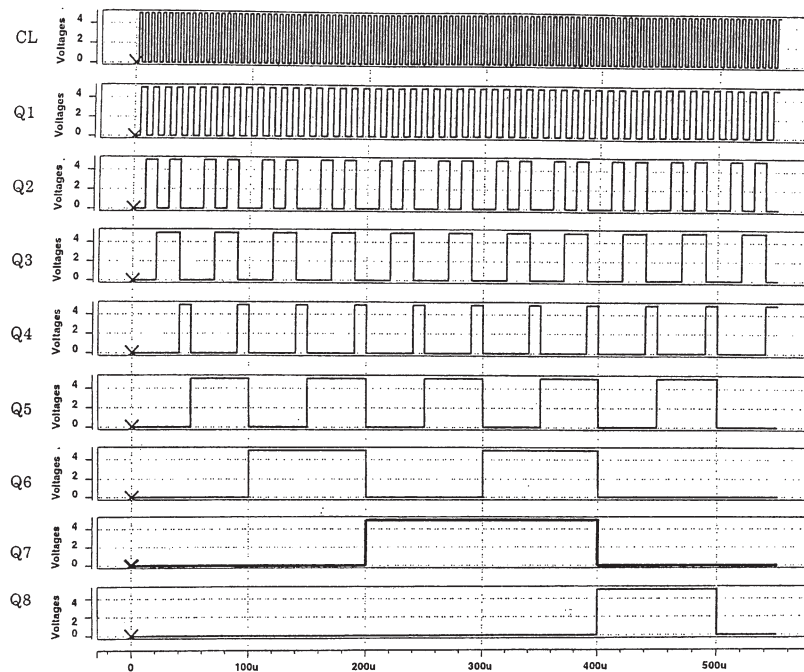 CL Voltages 4 2 0
Q1 Voltages 4 2 0
Q2 Voltages 4 2 0
Q3 Voltages 4 2 0
Q4 Voltages 4 2 0
Q5 Voltages 4 2 0
Q6 Voltages 4 2 0
Q7 Voltages 4 2 0
Q8 Voltages 4 2 0
0 100u 200u 300u 400u 500u